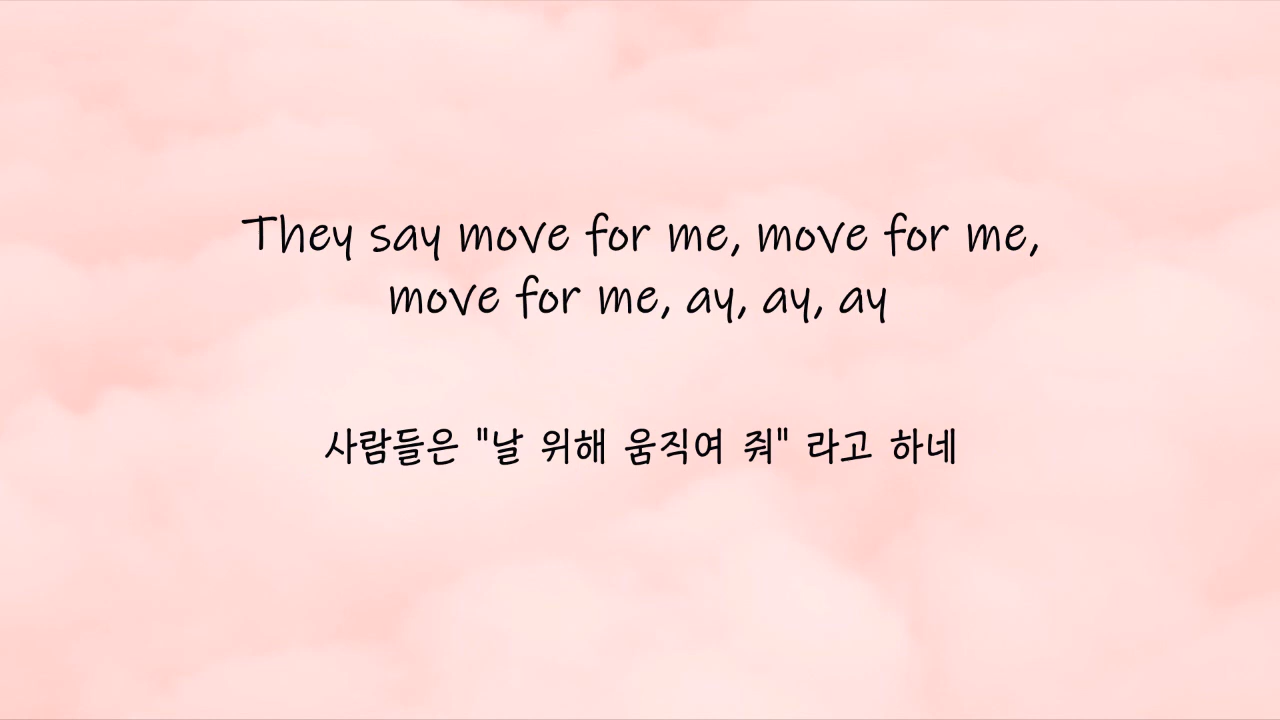 They say move for me, move for me,
move for me, ay, ay, ay
사람들은 "날 위해 움직여 줘" 라고 하네